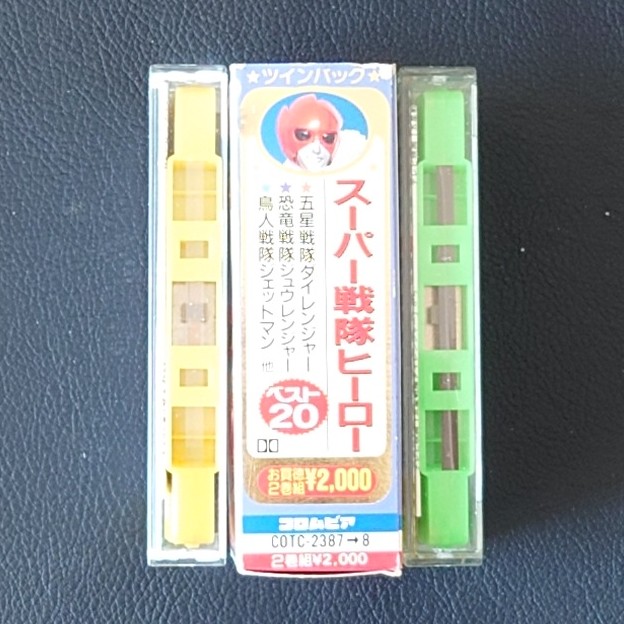 ★ツインパック★
スーパー戦隊ヒーロー
★五星戦隊ダイレンジャー
★恐竜戦隊ジュウレンジャー
★鳥人戦隊ジェットマン 他
ベスト
20
お買徳
2巻組
¥2,000
コロムビア
COTC-2387→8
2巻組¥2,000